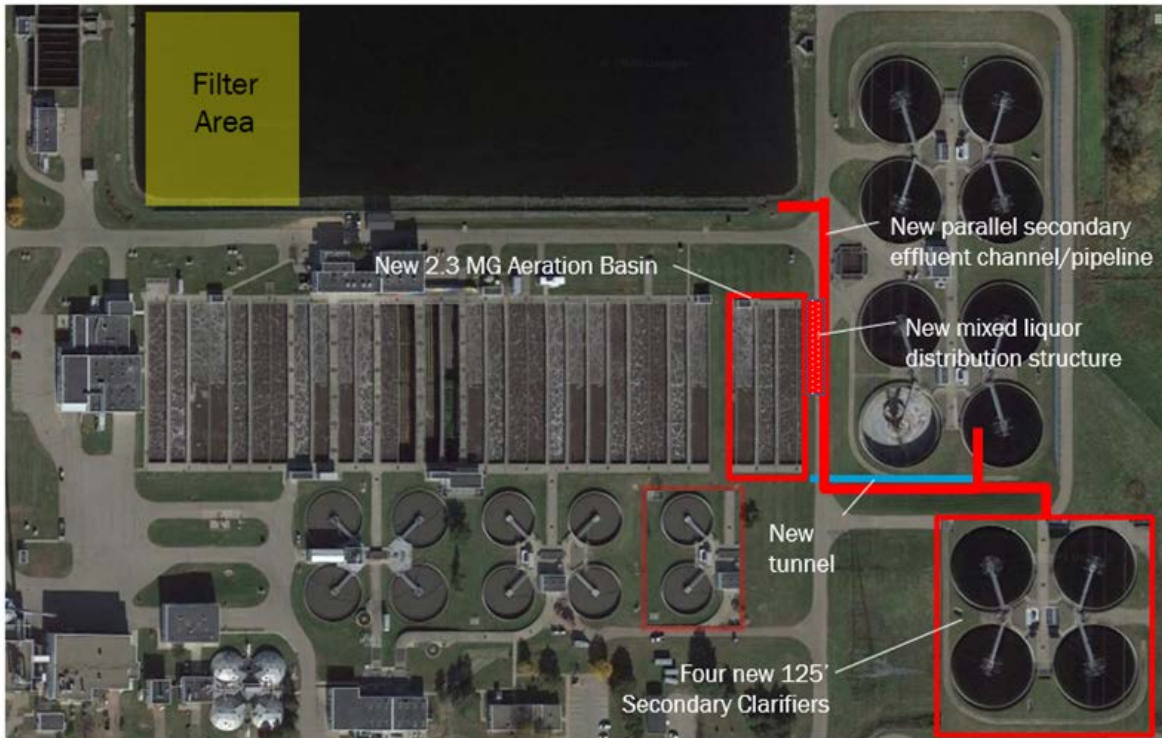 Filter
Area
New parallel secondary
effluent channel/pipeline
New 2.3 MG Aeration Basin
New mixed liquor
distribution structure
New
tunnel
Four new 125’
Secondary Clarifiers